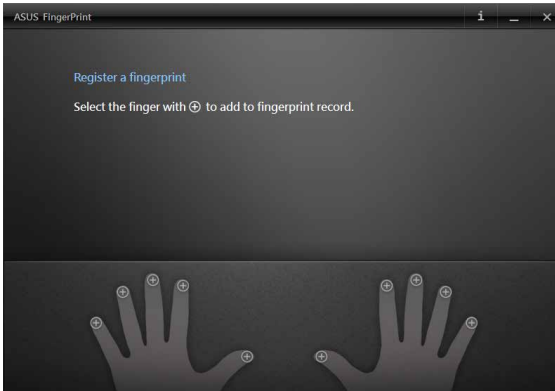 ASUS FingerPrint
Register a fingerprint
Select the finger with ⊕ to add to fingerprint record.